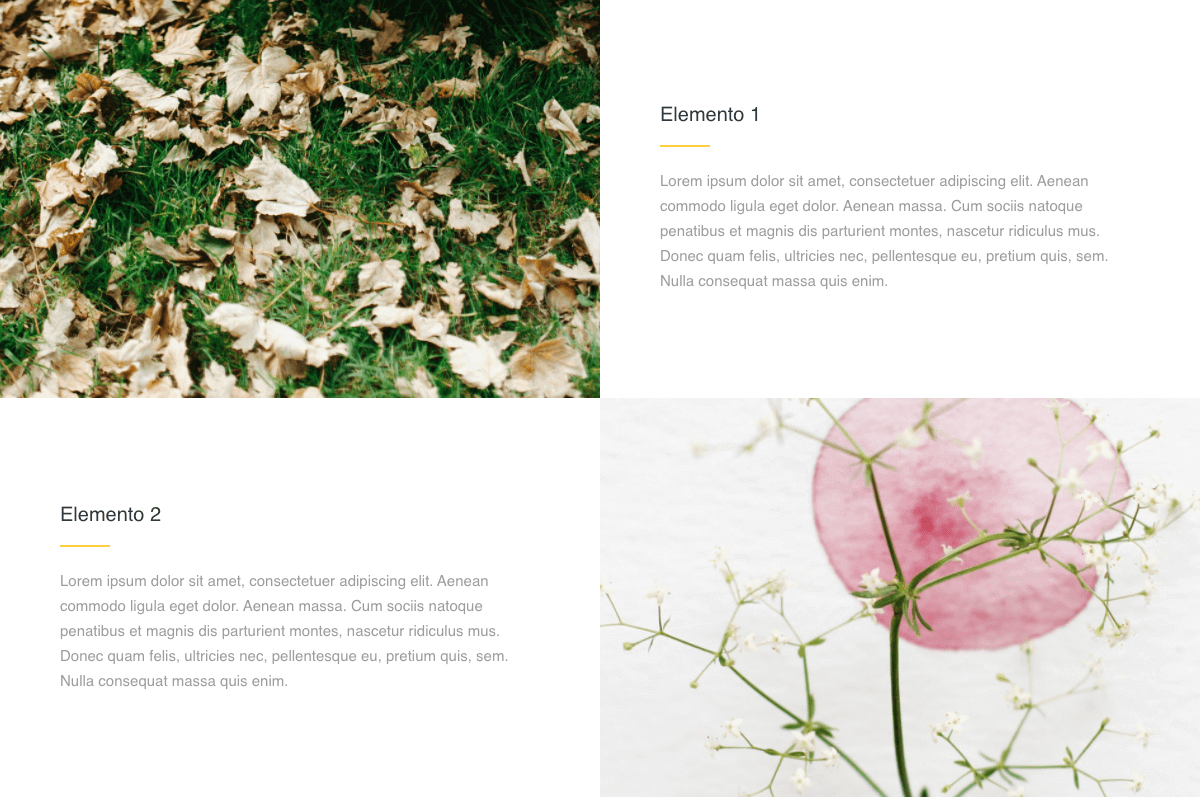 Elemento 1
Lorem ipsum dolor sit amet, consectetuer adipiscing elit. Aenean
commodo ligula eget dolor. Aenean massa. Cum sociis natoque
penatibus et magnis dis parturient montes, nascetur ridiculus mus.
Donec quam felis, ultricies nec, pellentesque eu, pretium quis, sem.
Nulla consequat massa quis enim.
Elemento 2
Lorem ipsum dolor sit amet, consectetuer adipiscing elit. Aenean
commodo ligula eget dolor. Aenean massa. Cum sociis natoque
penatibus et magnis dis parturient montes, nascetur ridiculus mus.
Donec quam felis, ultricies nec, pellentesque eu, pretium quis, sem.
Nulla consequat massa quis enim.